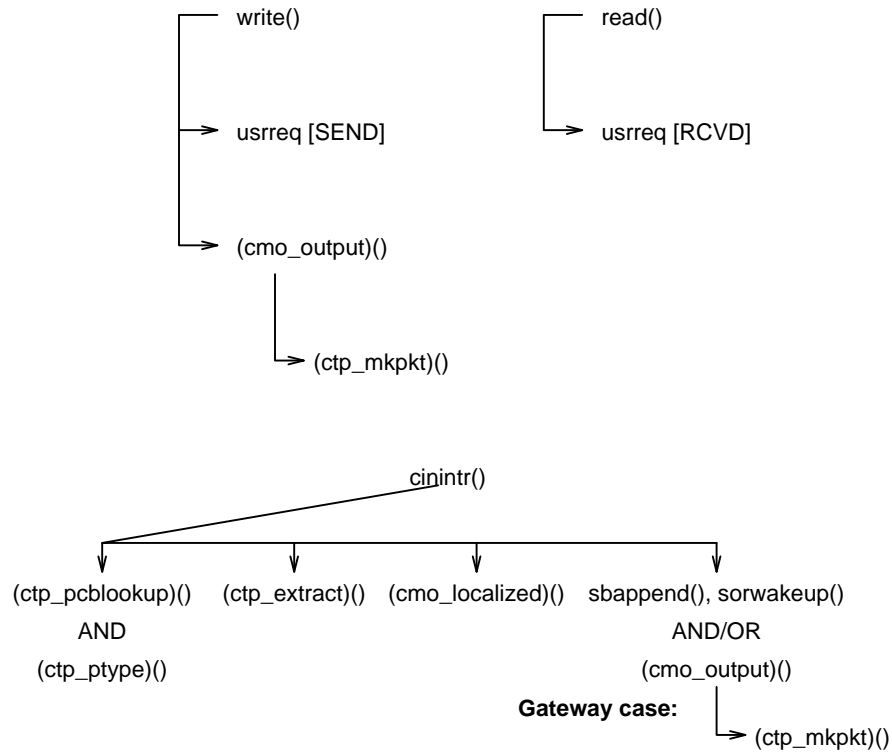 write() read()
usrreq [SEND] usrreq [RCVD]
(cmo_output)()
(ctp_mkpkt)()
cinintr()
(ctp_pcblookup)() (ctp_extract)() (cmo_localized)() sbappend(), sorwakeup()
AND AND/OR
(ctp_ptype)() (cmo_output)()
Gateway case:
(ctp_mkpkt)()